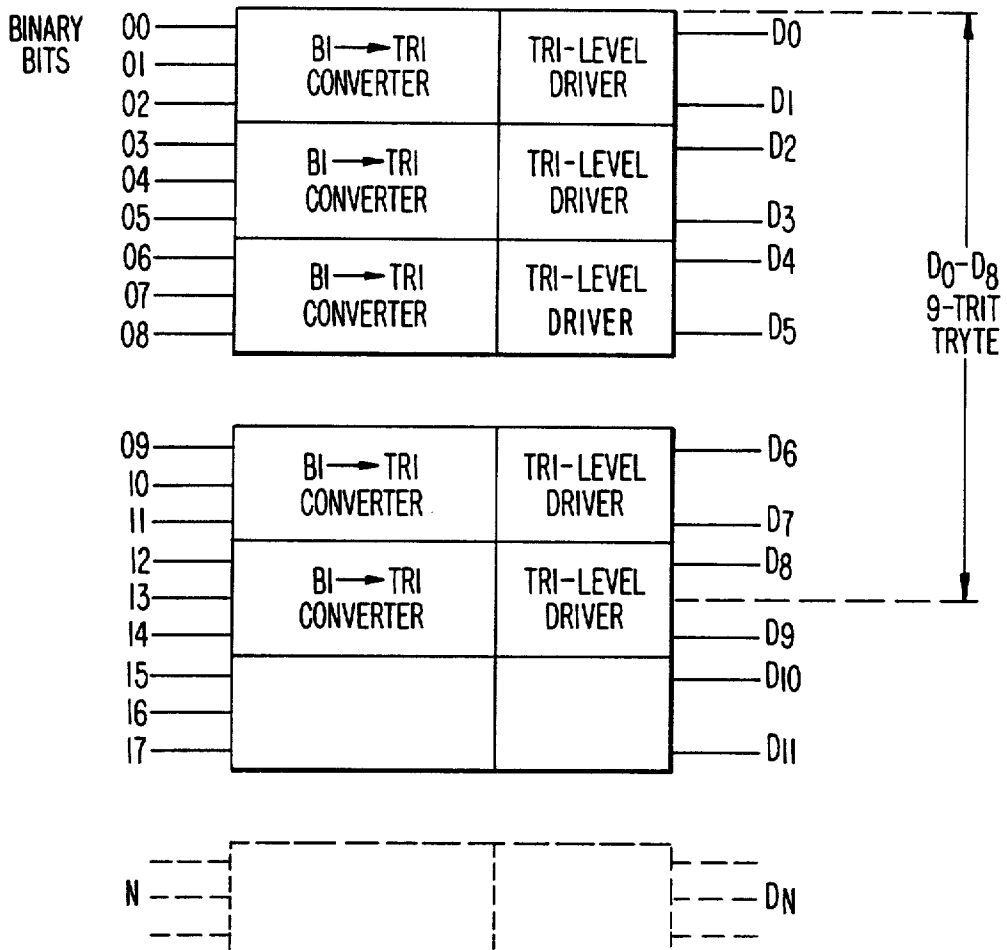 BINARY
BITS
00
01
02
03
04
05
06
07
08
BI → TRI
CONVERTER
TRI-LEVEL
DRIVER
BI → TRI
CONVERTER
TRI-LEVEL
DRIVER
BI → TRI
CONVERTER
TRI-LEVEL
DRIVER
D0
D1
D2
D3
D4
D5
D0-D8
9-TRIT
TRYTE
09
10
11
12
13
14
15
16
17
BI → TRI
CONVERTER
TRI-LEVEL
DRIVER
BI → TRI
CONVERTER
TRI-LEVEL
DRIVER
D6
D7
D8
D9
D10
D11
N
DN